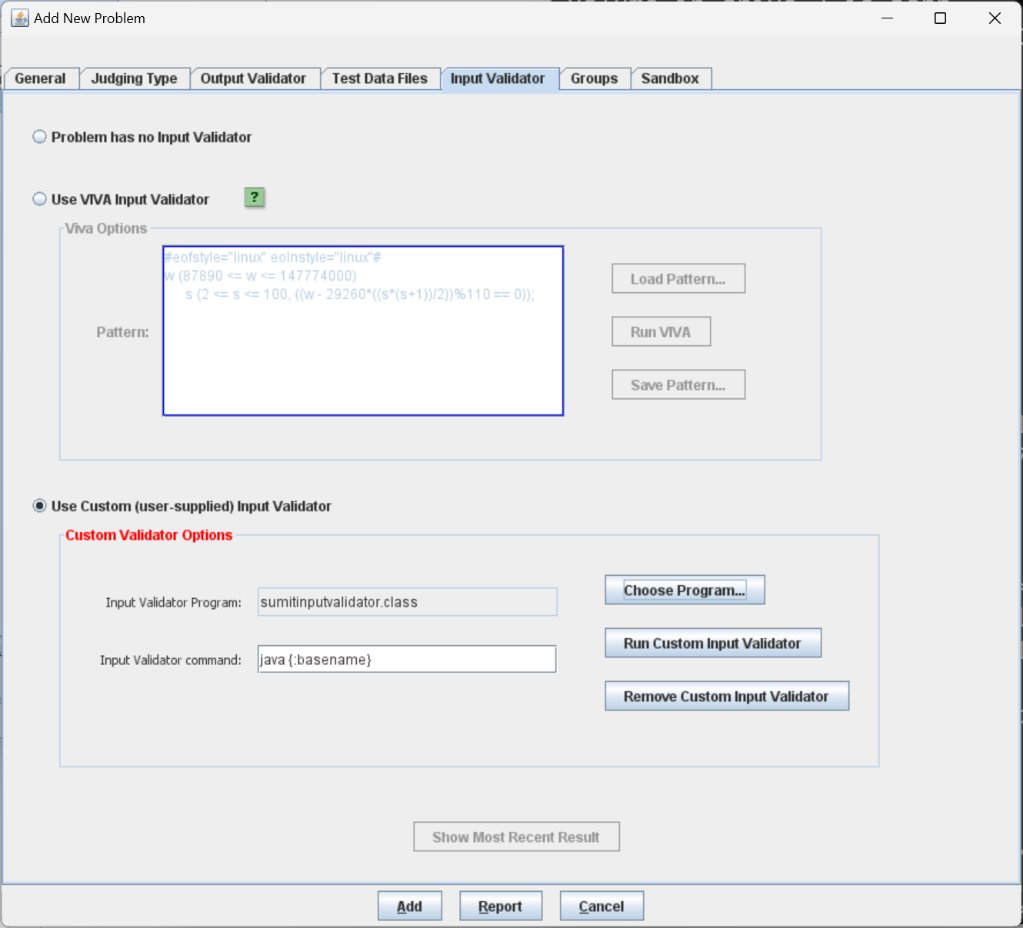 Add New Problem
General Judging Type Output Validator Test Data Files Input Validator Groups Sandbox
Problem has no Input Validator
Use VIVA Input Validator ?
Viva Options
#eofstyle="linux" eolnstyle="linux"#
w (87890 <= w <= 147774000)
s (2 <= s <= 100, ((w - 29260*((s*(s+1))/2))%110 == 0));
Pattern:
Load Pattern...
Run VIVA
Save Pattern...
Use Custom (user-supplied) Input Validator
Custom Validator Options
Input Validator Program: sumitinputvalidator.class
Choose Program...
Input Validator command: java {:basename}
Run Custom Input Validator
Remove Custom Input Validator
Show Most Recent Result
Add Report Cancel